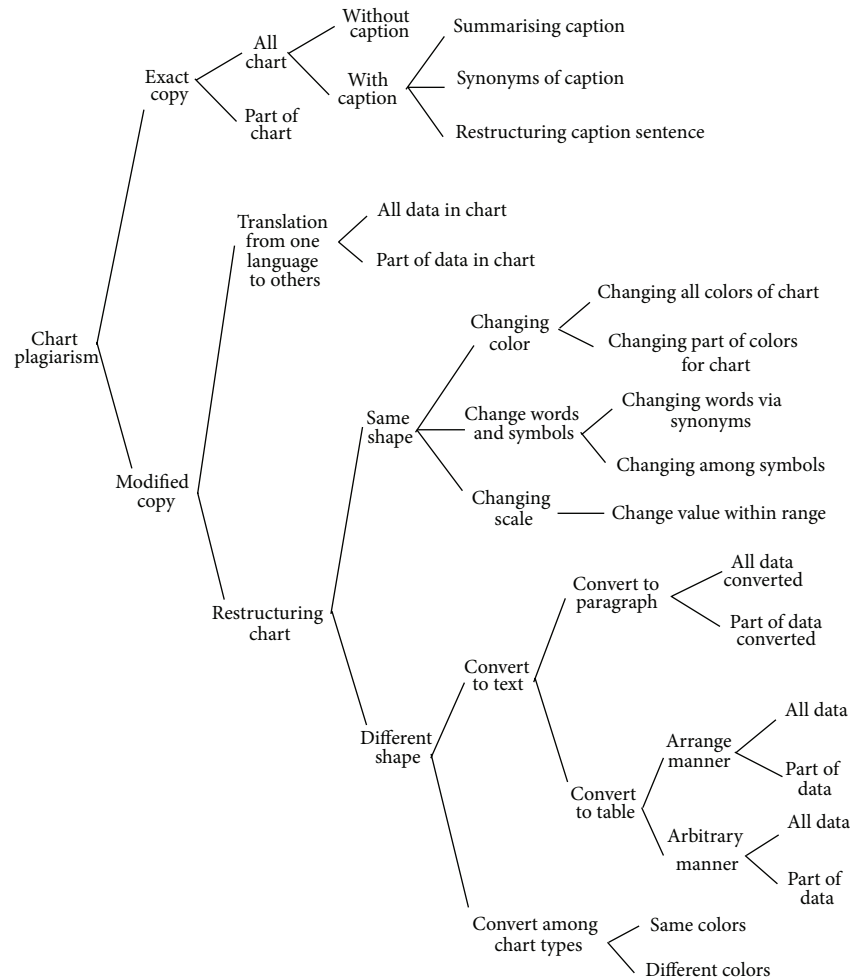 Without
caption
Summarising caption
All
chart
Exact
copy
With
caption
Synonyms of caption
Part of
chart
Restructuring caption sentence
Translation
from one
language
to others
All data in chart
Part of data in chart
Chart
plagiarism
Changing
color
Changing all colors of chart
Changing part of colors
for chart
Same
shape
Change words
and symbols
Changing words via
synonyms
Changing among symbols
Modified
copy
Changing
scale
Change value within range
Restructuring
chart
Convert to
paragraph
All data
converted
Part of data
converted
Convert
to text
Different
shape
Arrange
manner
All data
Part of
data
Convert
to table
Arbitrary
manner
All data
Part of
data
Convert among
chart types
Same colors
Different colors